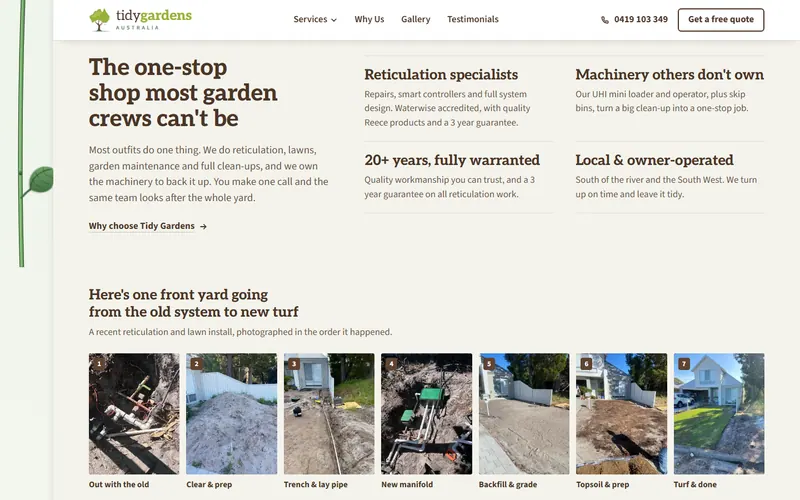 tidygardens
AUSTRALIA
Services
Why Us
Gallery
Testimonials
0419 103 349
Get a free quote
The one-stop
shop most garden
crews can't be
Most outfits do one thing. We do reticulation, lawns,
garden maintenance and full clean-ups, and we own
the machinery to back it up. You make one call and the
same team looks after the whole yard.
Why choose Tidy Gardens →
Reticulation specialists
Repairs, smart controllers and full system
design. Waterwise accredited, with quality
Reece products and a 3 year guarantee.
Machinery others don't own
Our UHI mini loader and operator, plus skip
bins, turn a big clean-up into a one-stop job.
20+ years, fully warranted
Quality workmanship you can trust, and a 3
year guarantee on all reticulation work.
Local & owner-operated
South of the river and the South West. We turn
up on time and leave it tidy.
Here's one front yard going
from the old system to new turf
A recent reticulation and lawn install, photographed in the order it happened.
1
2
3
4
5
6
7
Out with the old
Clear & prep
Trench & lay pipe
New manifold
Backfill & grade
Topsoil & prep
Turf & done